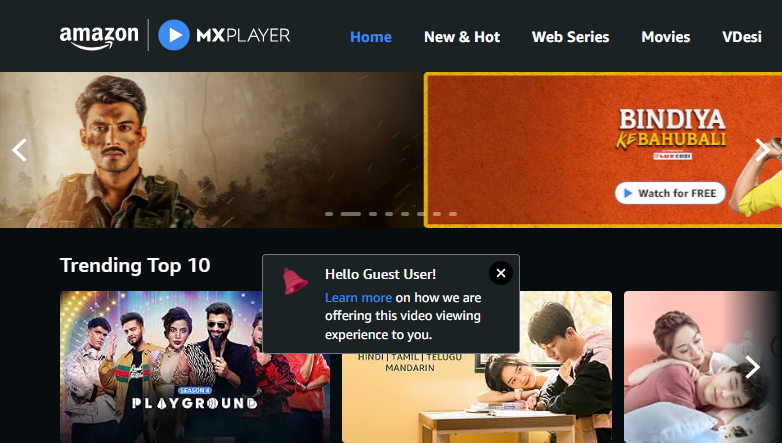 amazon MXPLAYER Home New & Hot Web Series Movies VDesi
BINDIYA
KE BAHUBALI
Watch for FREE
Trending Top 10
Hello Guest User!
Learn more on how we are
offering this video viewing
experience to you.
SEASON 4
PLAYGROUND
HINDI | TAMIL | TELUGU
MANDARIN